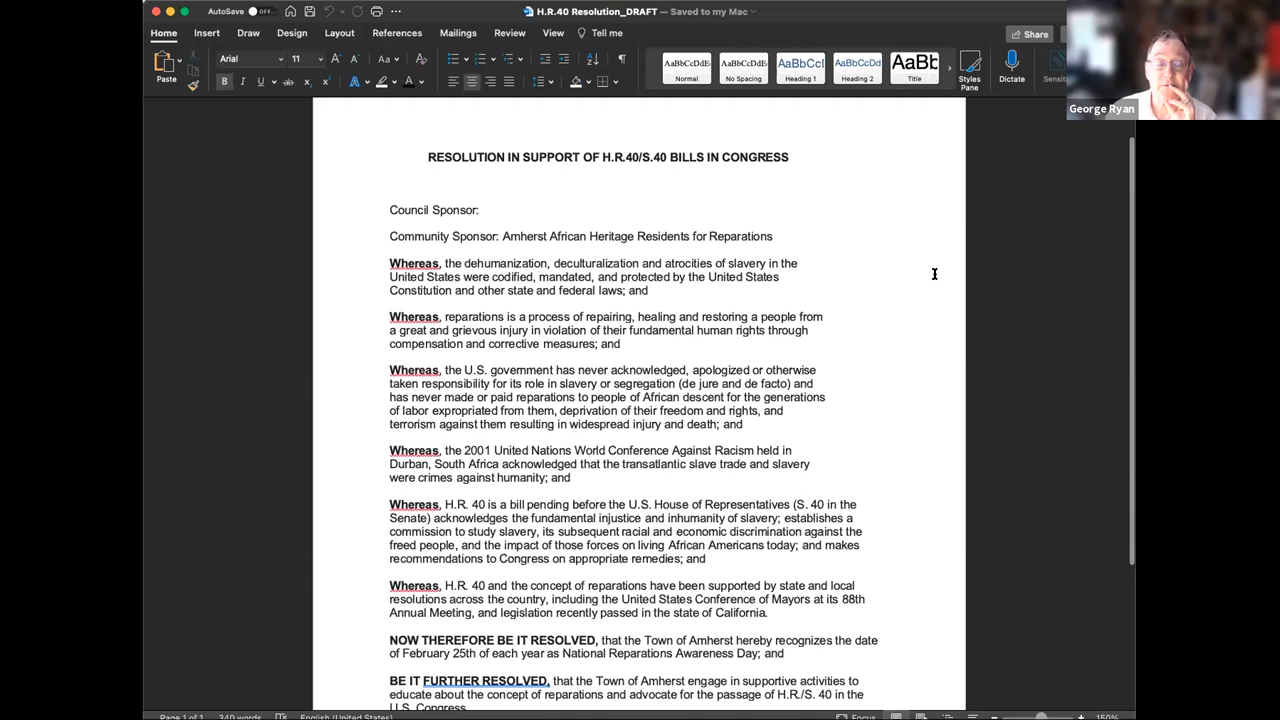 AutoSave OFF
H.R.40 Resolution_DRAFT — Saved to my Mac
Home Insert Draw Design Layout References Mailings Review View Tell me
Share
Paste
Arial 11
AaBbCcDdEe AaBbCcDdEe AaBbCcI AaBbCcDd AaBb
Normal No Spacing Heading 1 Heading 2 Title
Styles Pane
Dictate
George Ryan
RESOLUTION IN SUPPORT OF H.R.40/S.40 BILLS IN CONGRESS
Council Sponsor:
Community Sponsor: Amherst African Heritage Residents for Reparations
Whereas, the dehumanization, deculturalization and atrocities of slavery in the
United States were codified, mandated, and protected by the United States
Constitution and other state and federal laws; and
Whereas, reparations is a process of repairing, healing and restoring a people from
a great and grievous injury in violation of their fundamental human rights through
compensation and corrective measures; and
Whereas, the U.S. government has never acknowledged, apologized or otherwise
taken responsibility for its role in slavery or segregation (de jure and de facto) and
has never made or paid reparations to people of African descent for the generations
of labor expropriated from them, deprivation of their freedom and rights, and
terrorism against them resulting in widespread injury and death; and
Whereas, the 2001 United Nations World Conference Against Racism held in
Durban, South Africa acknowledged that the transatlantic slave trade and slavery
were crimes against humanity; and
Whereas, H.R. 40 is a bill pending before the U.S. House of Representatives (S. 40 in the
Senate) acknowledges the fundamental injustice and inhumanity of slavery; establishes a
commission to study slavery, its subsequent racial and economic discrimination against the
freed people, and the impact of those forces on living African Americans today; and makes
recommendations to Congress on appropriate remedies; and
Whereas, H.R. 40 and the concept of reparations have been supported by state and local
resolutions across the country, including the United States Conference of Mayors at its 88th
Annual Meeting, and legislation recently passed in the state of California.
NOW THEREFORE BE IT RESOLVED, that the Town of Amherst hereby recognizes the date
of February 25th of each year as National Reparations Awareness Day; and
BE IT FURTHER RESOLVED, that the Town of Amherst engage in supportive activities to
educate about the concept of reparations and advocate for the passage of H.R./S. 40 in the
U.S. Congress.
Page 1 of 1 340 words English (United States) Focus 150%